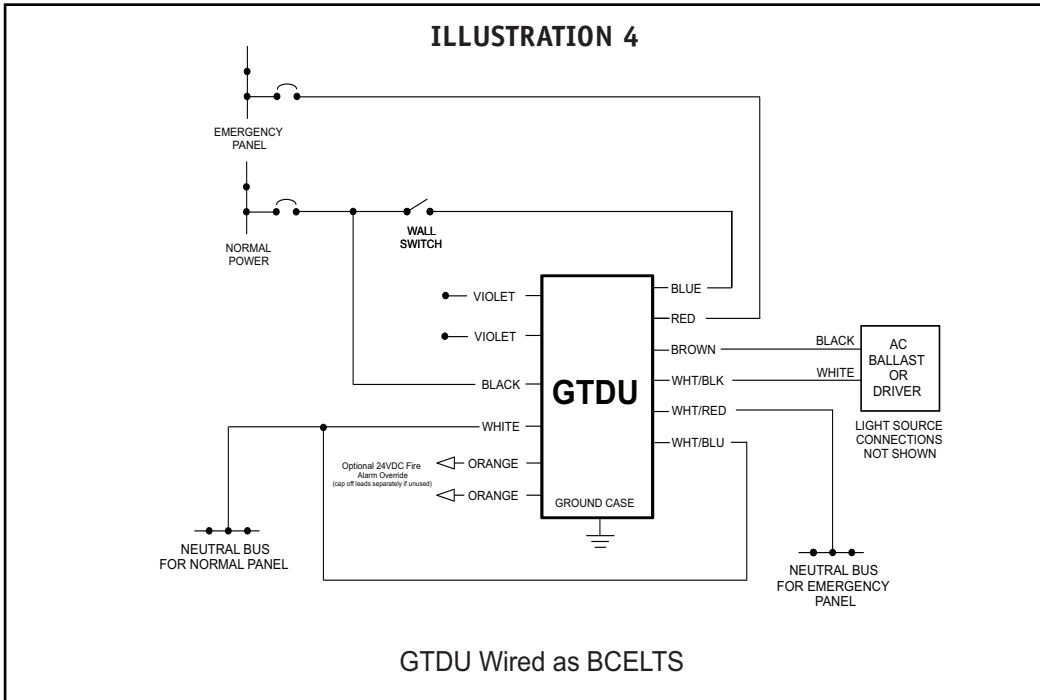 ILLUSTRATION 4
EMERGENCY
PANEL
NORMAL
POWER
WALL
SWITCH
VIOLET
VIOLET
BLACK
WHITE
Optional 24VDC Fire
Alarm Override
(cap off leads separately if unused)
ORANGE
ORANGE
GTDU
GROUND CASE
BLUE
RED
BROWN
WHT/BLK
WHT/RED
WHT/BLU
BLACK
WHITE
AC
BALLAST
OR
DRIVER
LIGHT SOURCE
CONNECTIONS
NOT SHOWN
NEUTRAL BUS
FOR NORMAL PANEL
NEUTRAL BUS
FOR EMERGENCY
PANEL
GTDU Wired as BCELTS